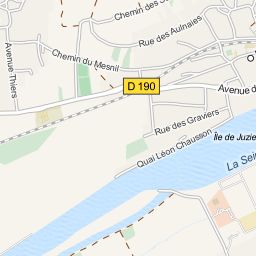 Chemin des
Rue des Aulnaies
Avenue Thiers
Chemin du Mesnil
D 190
Avenue d
Rue des Graviers
Île de Juzie
Quai Léon Chausson
La Sei